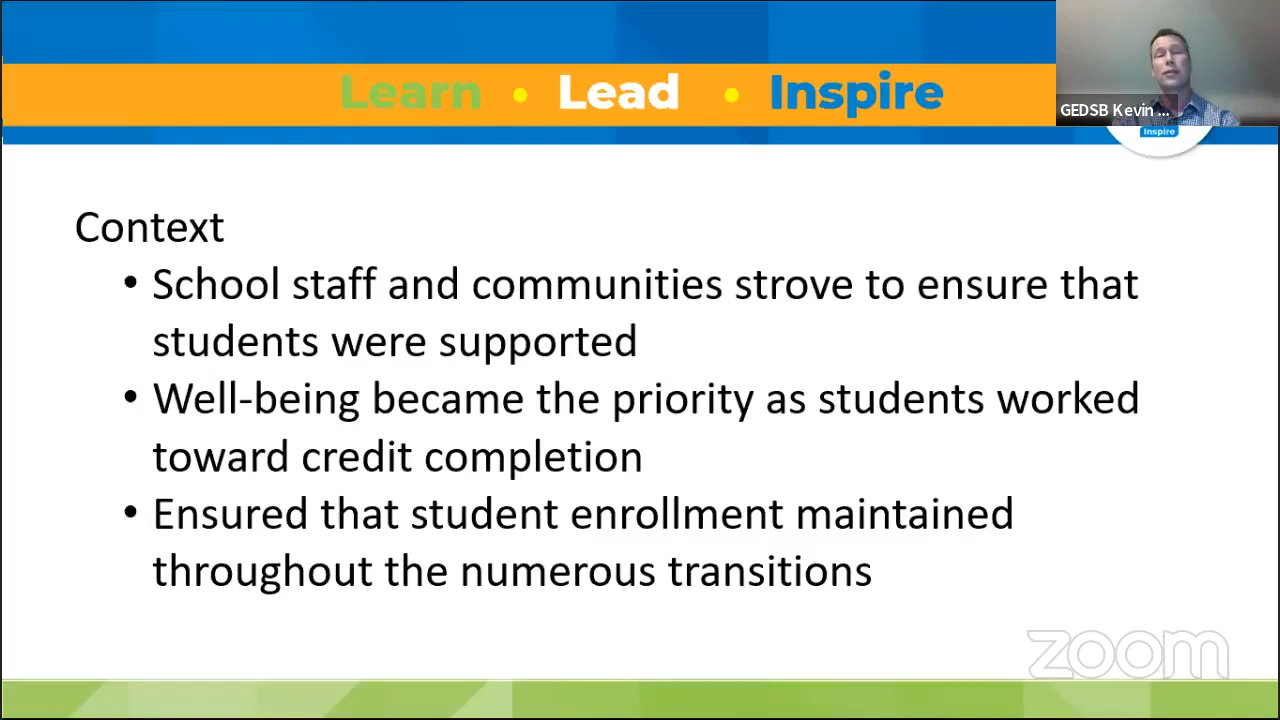 Learn • Lead • Inspire
GEDSB Kevin ...
Inspire
Context
• School staff and communities strove to ensure that
students were supported
• Well-being became the priority as students worked
toward credit completion
• Ensured that student enrollment maintained
throughout the numerous transitions
zoom